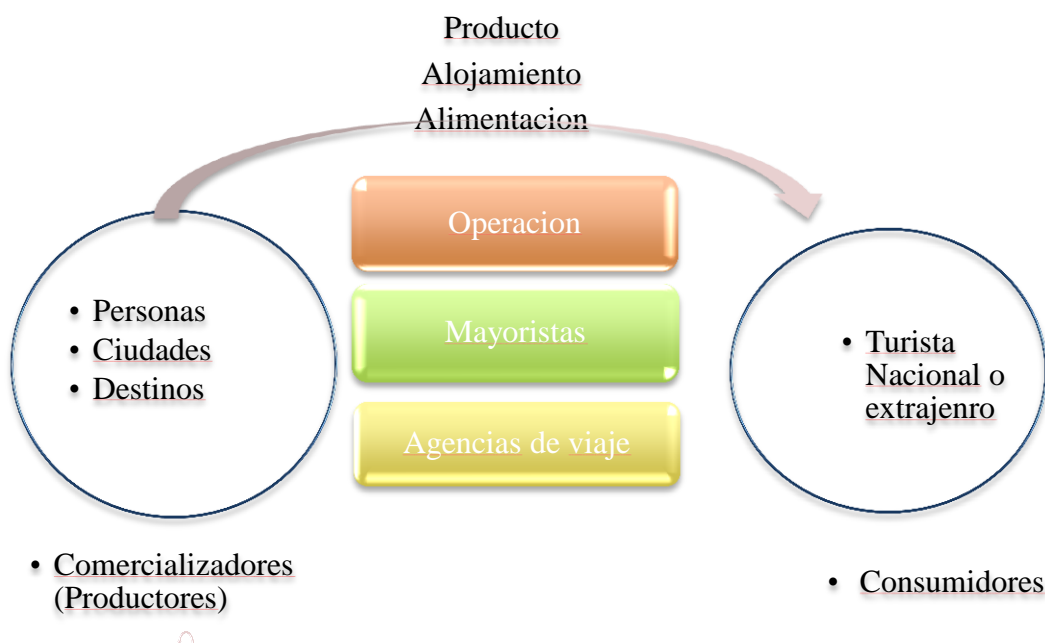 Producto
Alojamiento
Alimentacion
Operacion
Mayoristas
Agencias de viaje
• Personas
• Ciudades
• Destinos
• Turista
Nacional o
extrajenro
• Comercializadores
(Productores)
• Consumidores